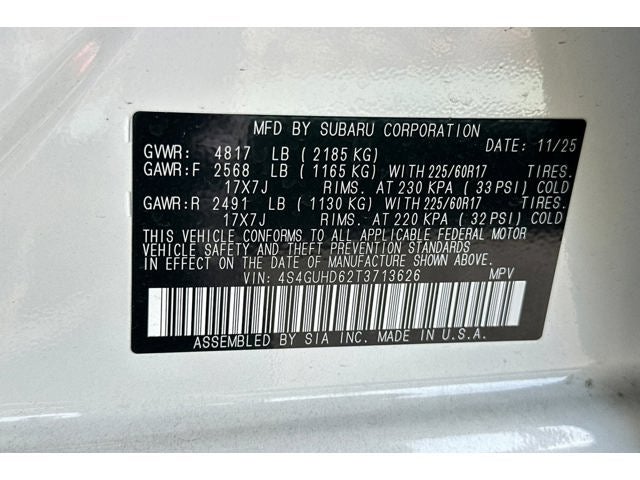 MFD BY SUBARU CORPORATION
GVWR: 4817 LB ( 2185 KG) DATE: 11/25
GAWR: F 2568 LB ( 1165 KG) WITH 225/60R17 TIRES.
17X7J RIMS. AT 230 KPA ( 33 PSI) COLD
GAWR: R 2491 LB ( 1130 KG) WITH 225/60R17 TIRES.
17X7J RIMS. AT 220 KPA ( 32 PSI) COLD
THIS VEHICLE CONFORMS TO ALL APPLICABLE FEDERAL MOTOR
VEHICLE SAFETY AND THEFT PREVENTION STANDARDS
IN EFFECT ON THE DATE OF MANUFACTURE SHOWN ABOVE.
VIN: 4S4GUHD62T3713626 MPV
ASSEMBLED BY SIA INC. MADE IN U.S.A.